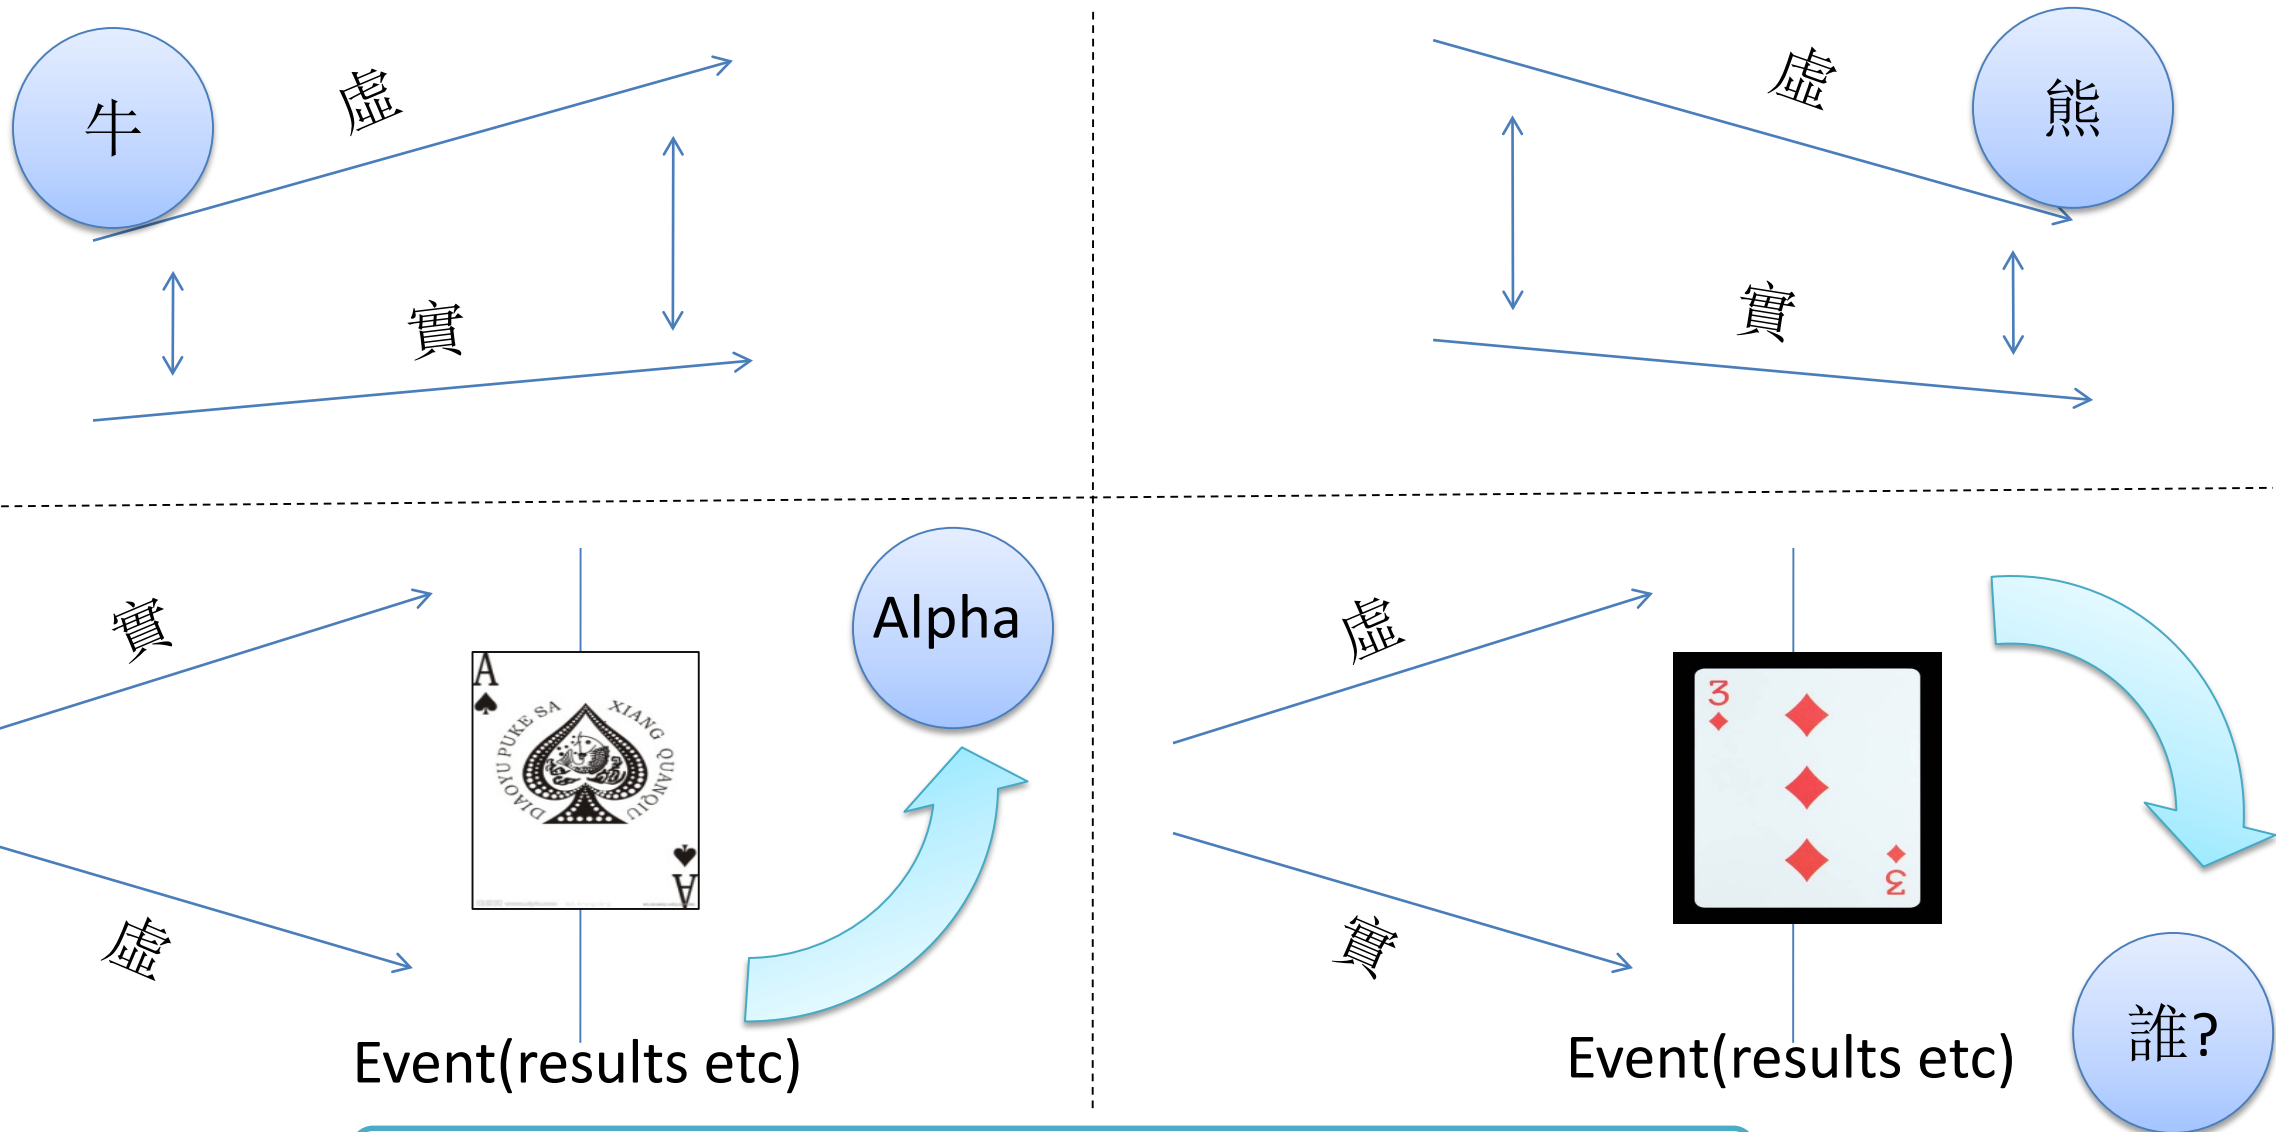 牛
虛
實
虛
熊
實
實
虛
A
DIAOYU PUKE SA XIANG QUANQIU
A
Event(results etc)
Alpha
虛
實
3
3
Event(results etc)
誰?